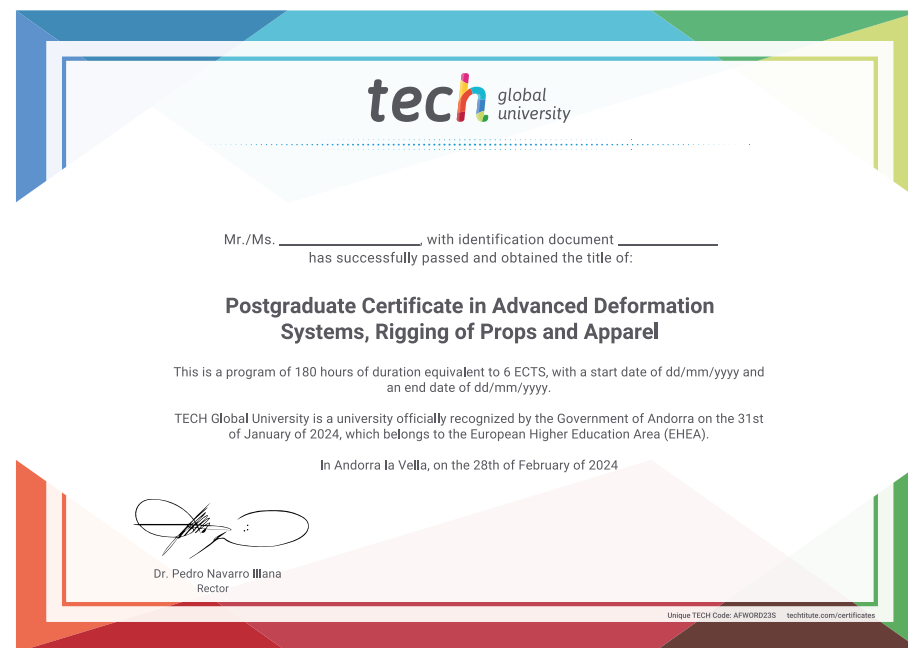 tech global
university
Mr./Ms. ____________________, with identification document ______________
has successfully passed and obtained the title of:
Postgraduate Certificate in Advanced Deformation
Systems, Rigging of Props and Apparel
This is a program of 180 hours of duration equivalent to 6 ECTS, with a start date of dd/mm/yyyy and
an end date of dd/mm/yyyy.
TECH Global University is a university officially recognized by the Government of Andorra on the 31st
of January of 2024, which belongs to the European Higher Education Area (EHEA).
In Andorra la Vella, on the 28th of February of 2024
Dr. Pedro Navarro Illana
Rector
Unique TECH Code: AFWORD23S techtitute.com/certificates